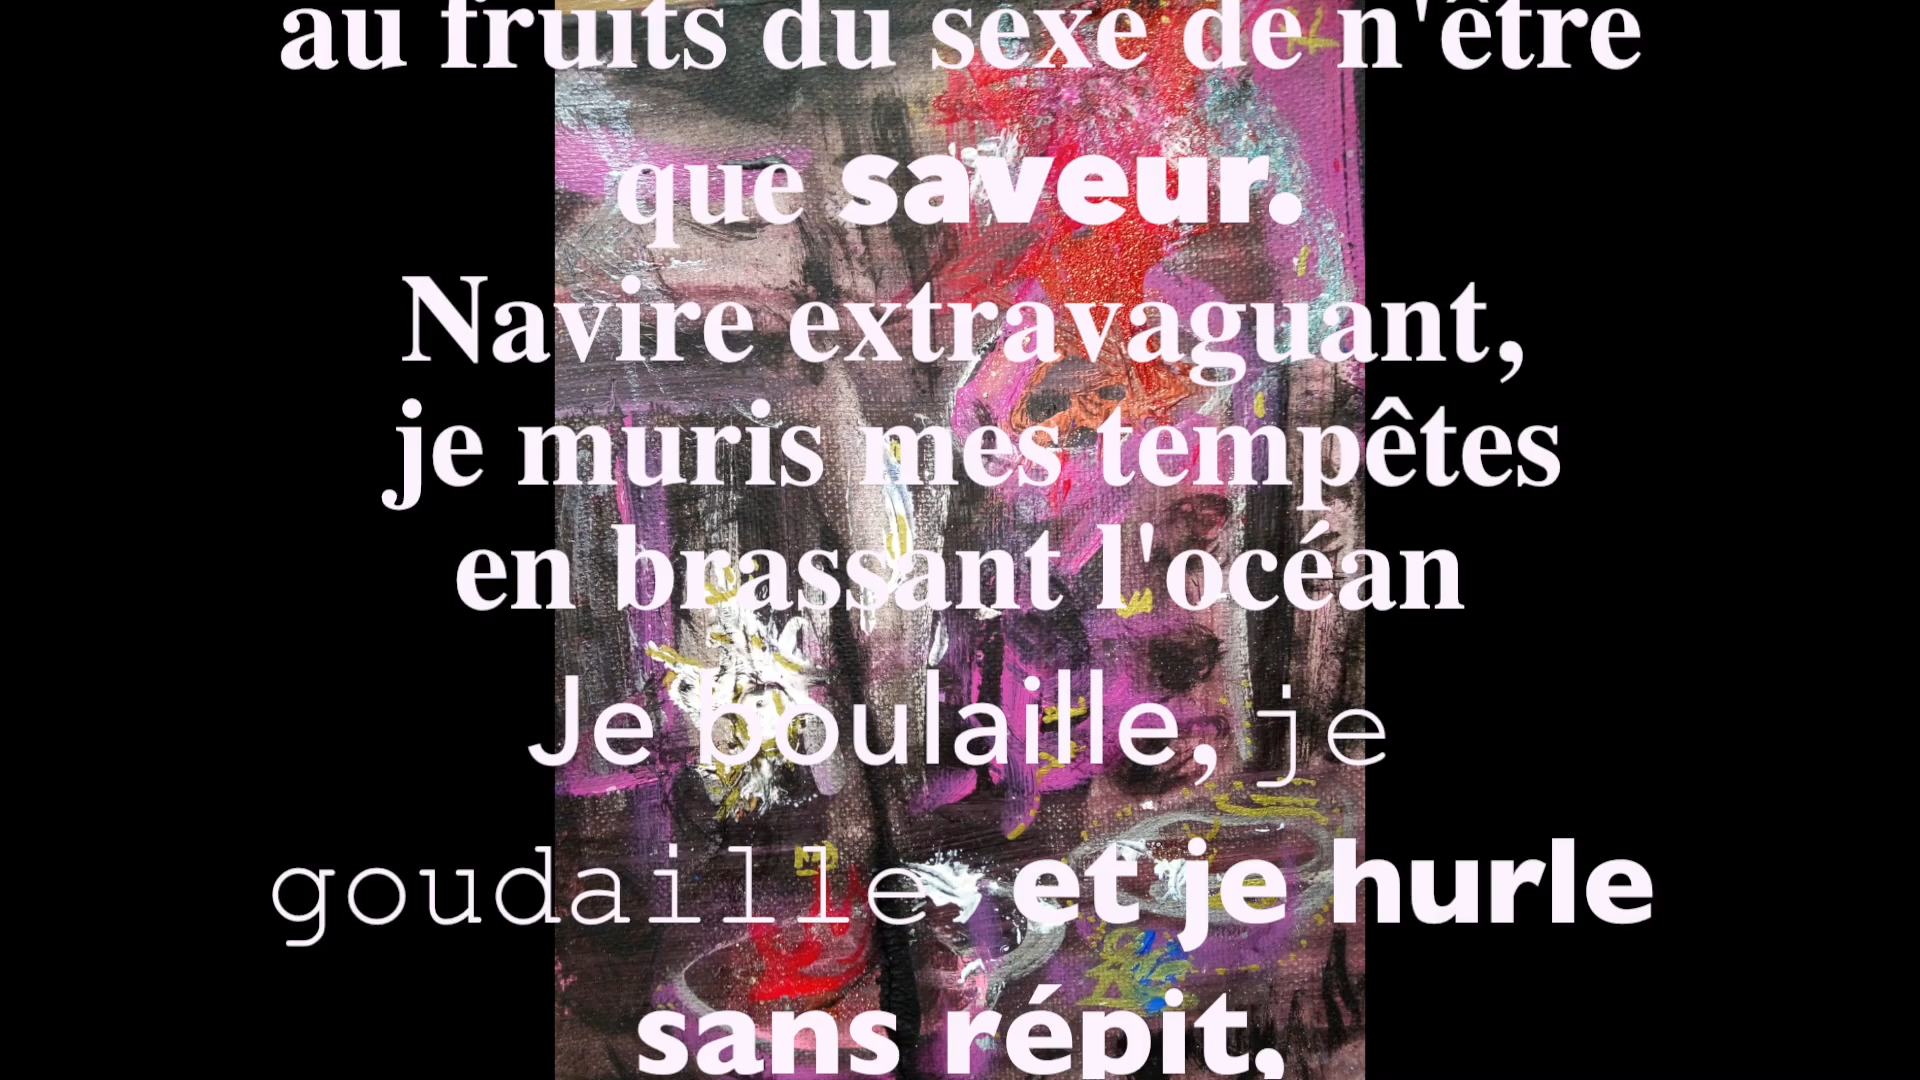 au fruits du sexe de n'être
que saveur.
Navire extravaguant,
je muris mes tempêtes
en brassant l'océan
Je boulaille, je
goudaille, et je hurle
sans répit,